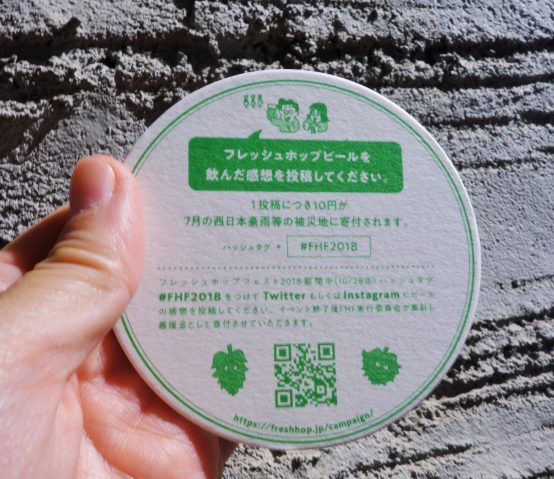 フレッシュホップビールを
飲んだ感想を投稿してください。
1投稿につき10円が
7月の西日本豪雨等の被災地に寄付されます。
ハッシュタグ #FHF2018
フレッシュホップフェスト2018期間中(10/28迄)ハッシュタグ
#FHF2018 をつけて Twitter もしくは Instagram にビール
の感想を投稿してください。イベント終了後FHF実行委員会が集計し
義援金として寄付させていただきます。
https://freshhop.jp/campaign/